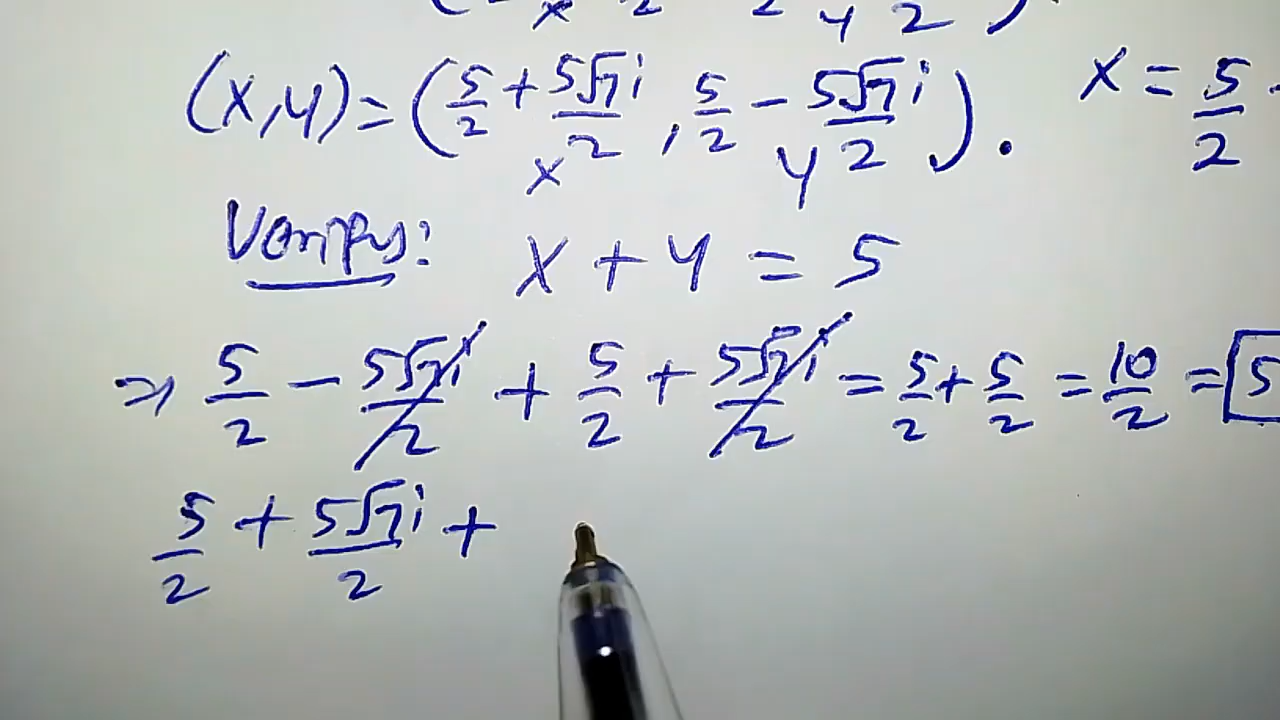 (x,y)=(5/2+5√7i/2, 5/2-5√7i/2). x=5/2
x y
Verify: x+y=5
⇒ 5/2-5√7i/2+5/2+5√7i/2=5/2+5/2=10/2=5
5/2+5√7i/2+